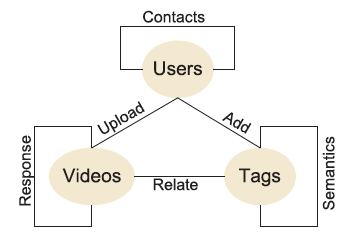 Contacts
Users
Upload
Add
Response
Videos
Relate
Tags
Semantics